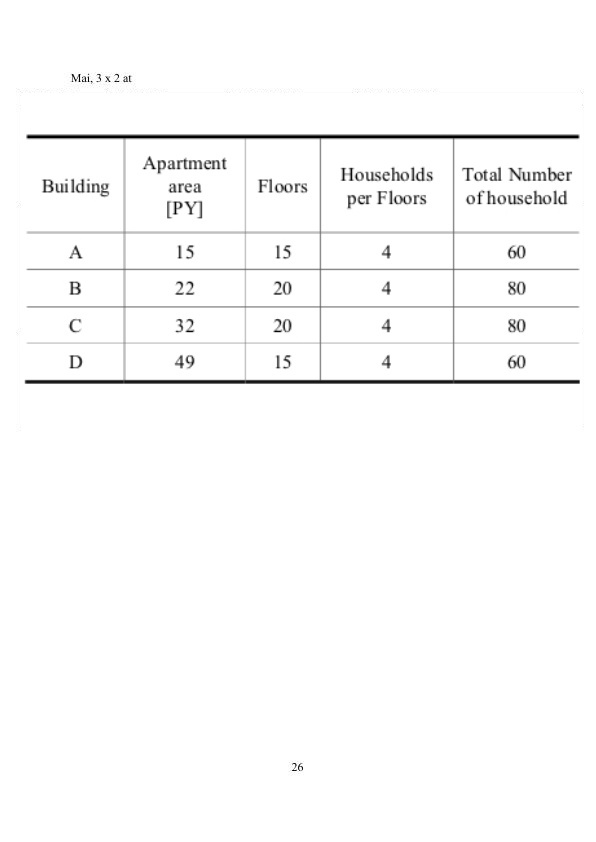 Mai, 3 x 2 at
Building | Apartment area [PY] | Floors | Households per Floors | Total Number of household
A | 15 | 15 | 4 | 60
B | 22 | 20 | 4 | 80
C | 32 | 20 | 4 | 80
D | 49 | 15 | 4 | 60
26